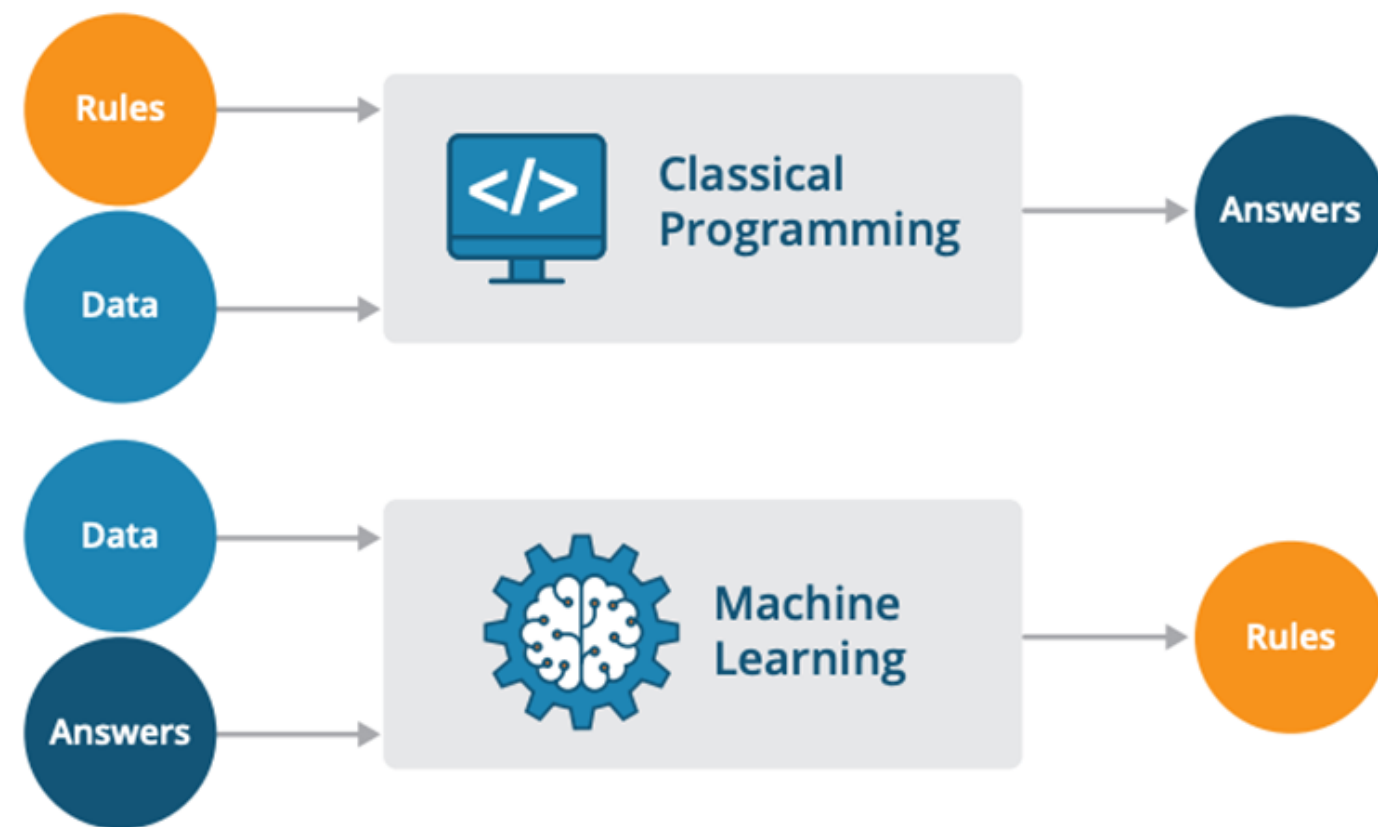 Rules
Data
</>
Classical
Programming
Answers
Data
Answers
Machine
Learning
Rules